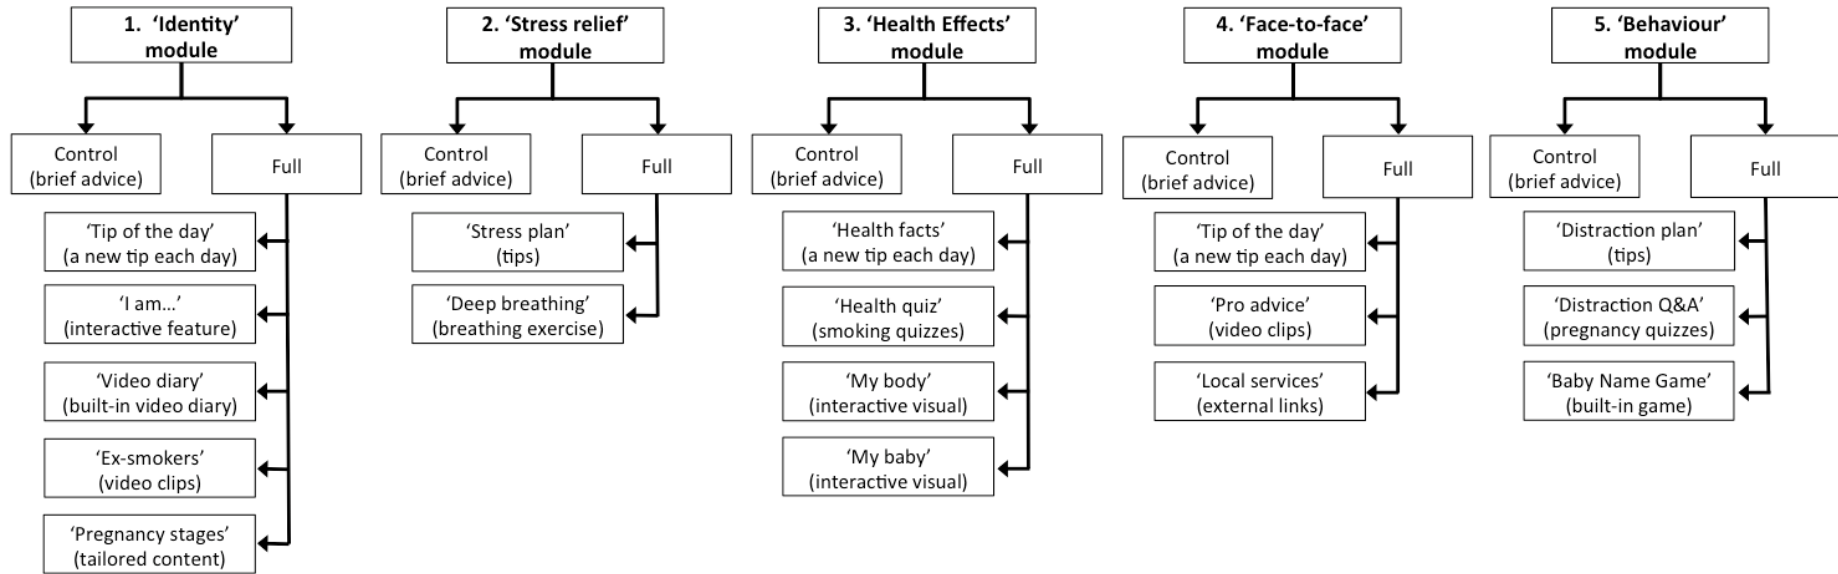 1. ‘Identity’
module
Control
(brief advice)
Full
‘Tip of the day’
(a new tip each day)
‘I am...’
(interactive feature)
‘Video diary’
(built-in video diary)
‘Ex-smokers’
(video clips)
‘Pregnancy stages’
(tailored content)
2. ‘Stress relief’
module
Control
(brief advice)
Full
‘Stress plan’
(tips)
‘Deep breathing’
(breathing exercise)
3. ‘Health Effects’
module
Control
(brief advice)
Full
‘Health facts’
(a new tip each day)
‘Health quiz’
(smoking quizzes)
‘My body’
(interactive visual)
‘My baby’
(interactive visual)
4. ‘Face-to-face’
module
Control
(brief advice)
Full
‘Tip of the day’
(a new tip each day)
‘Pro advice’
(video clips)
‘Local services’
(external links)
5. ‘Behaviour’
module
Control
(brief advice)
Full
‘Distraction plan’
(tips)
‘Distraction Q&A’
(pregnancy quizzes)
‘Baby Name Game’
(built-in game)